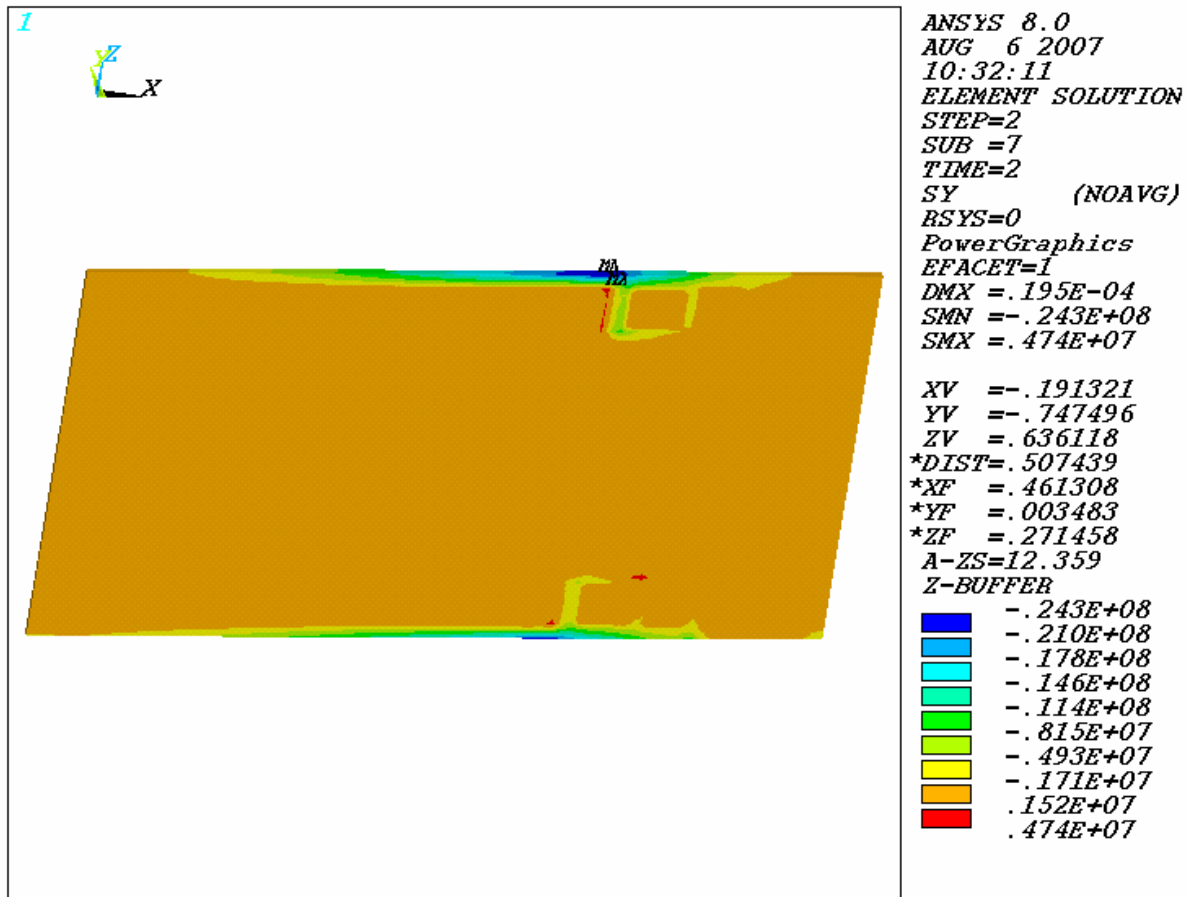 1
Y Z
X
MN
MX
ANSYS 8.0
AUG  6 2007
10:32:11
ELEMENT SOLUTION
STEP=2
SUB =7
TIME=2
SY       (NOAVG)
RSYS=0
PowerGraphics
EFACET=1
DMX =.195E-04
SMN =-.243E+08
SMX =.474E+07
XV  =-.191321
YV  =-.747496
ZV  =.636118
*DIST=.507439
*XF  =.461308
*YF  =.003483
*ZF  =.271458
A-ZS=12.359
Z-BUFFER
-.243E+08
-.210E+08
-.178E+08
-.146E+08
-.114E+08
-.815E+07
-.493E+07
-.171E+07
.152E+07
.474E+07